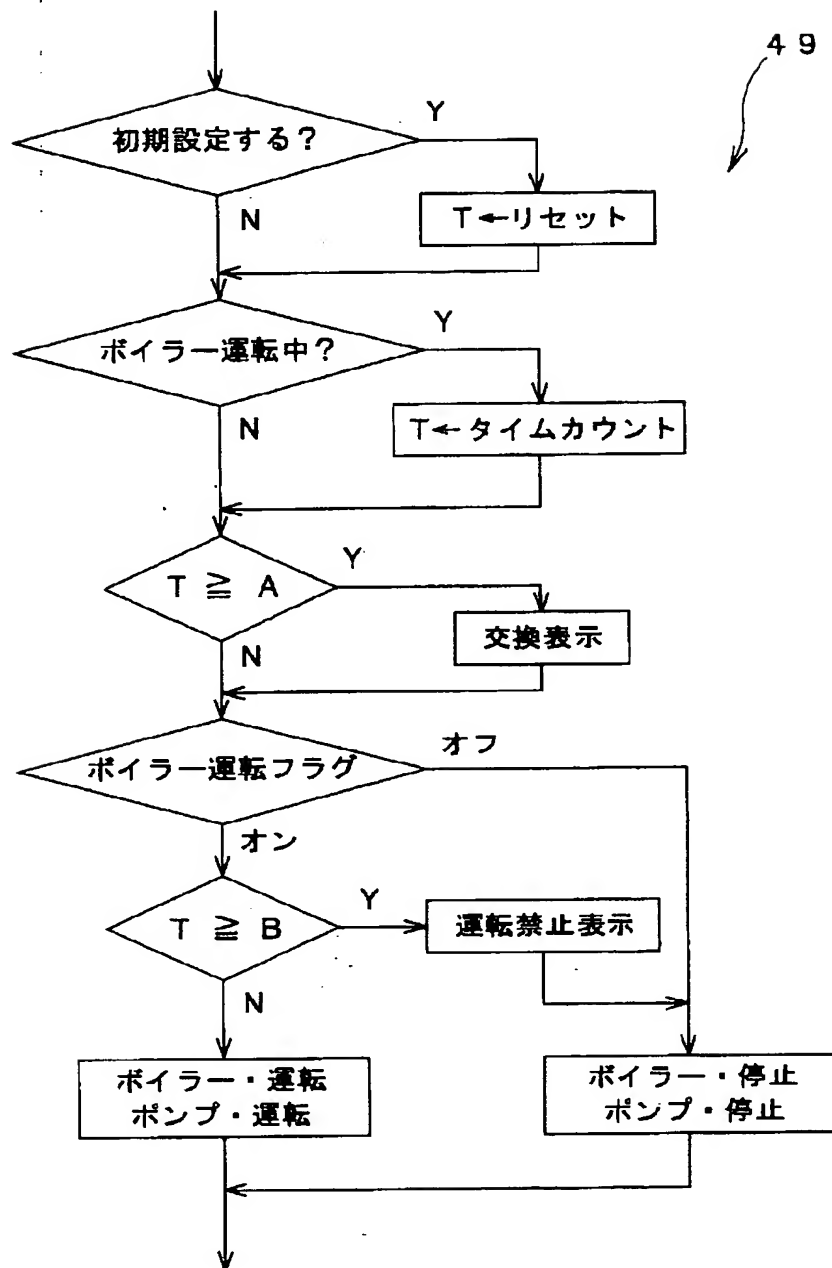 49
初期設定する?
Y
N
T←リセット
ボイラー運転中?
Y
N
T←タイムカウント
T ≧ A
Y
N
交換表示
ボイラー運転フラグ
オフ
オン
T ≧ B
Y
N
運転禁止表示
ボイラー・運転
ポンプ・運転
ボイラー・停止
ポンプ・停止